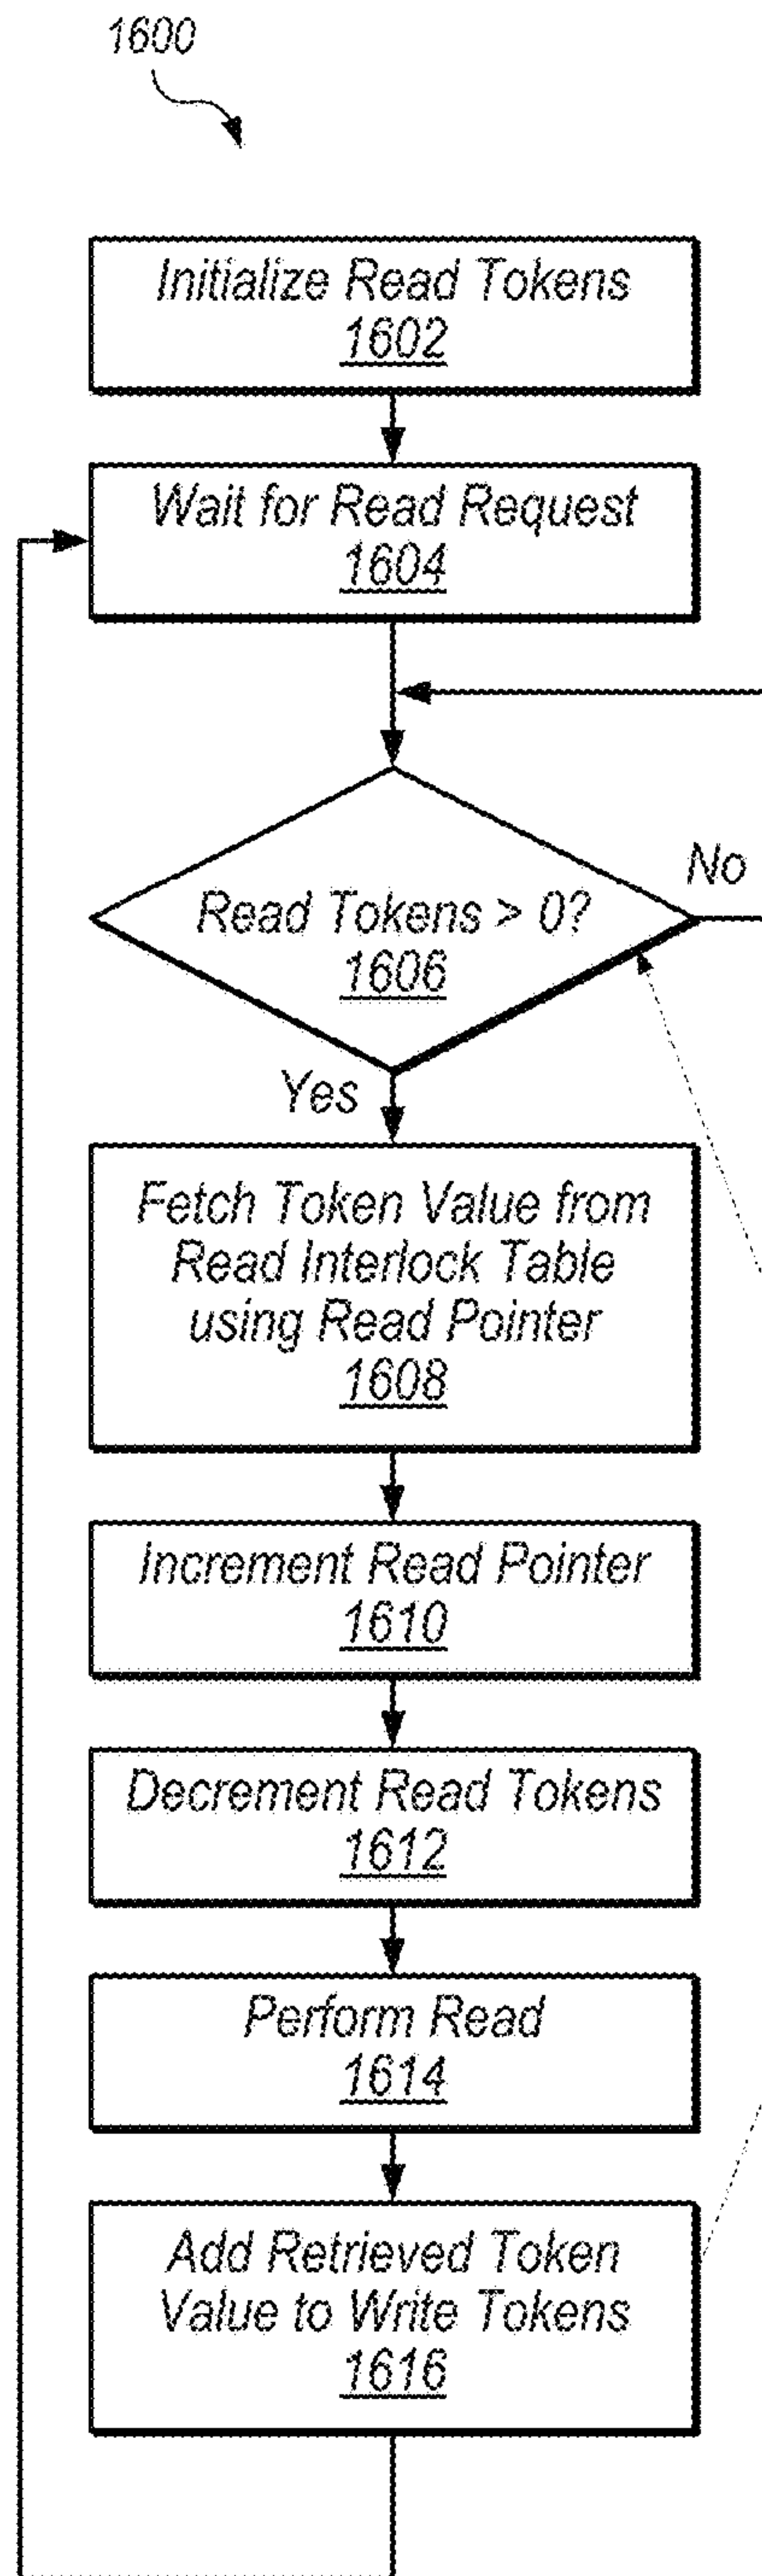 1600
Initialize Read Tokens
1602
Wait for Read Request
1604
Read Tokens > 0?
1606
No
Yes
Fetch Token Value from
Read Interlock Table
using Read Pointer
1608
Increment Read Pointer
1610
Decrement Read Tokens
1612
Perform Read
1614
Add Retrieved Token
Value to Write Tokens
1616